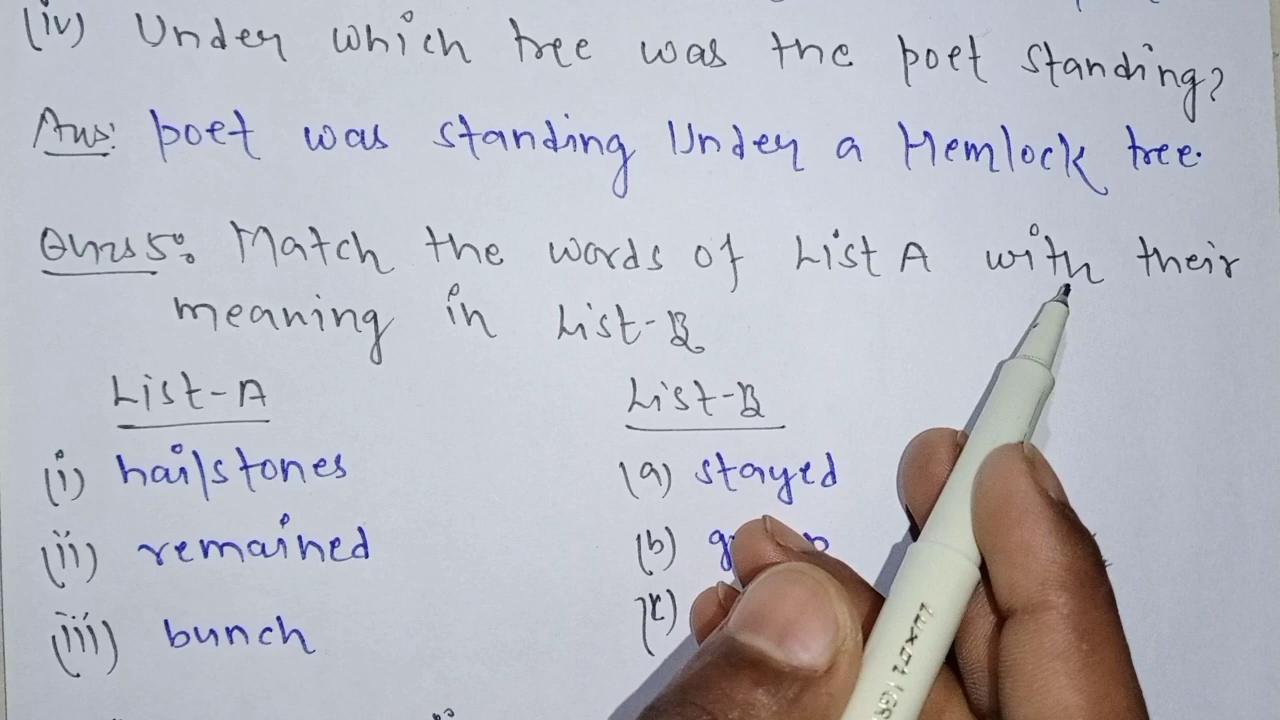 (iv) Under which tree was the poet standing?
Ans: poet was standing Under a Hemlock tree.
Ques 5: Match the words of List A with their
meaning in List-B
List-A List-B
(i) hailstones (a) stayed
(ii) remained (b)
(iii) bunch (c)
LUXOR